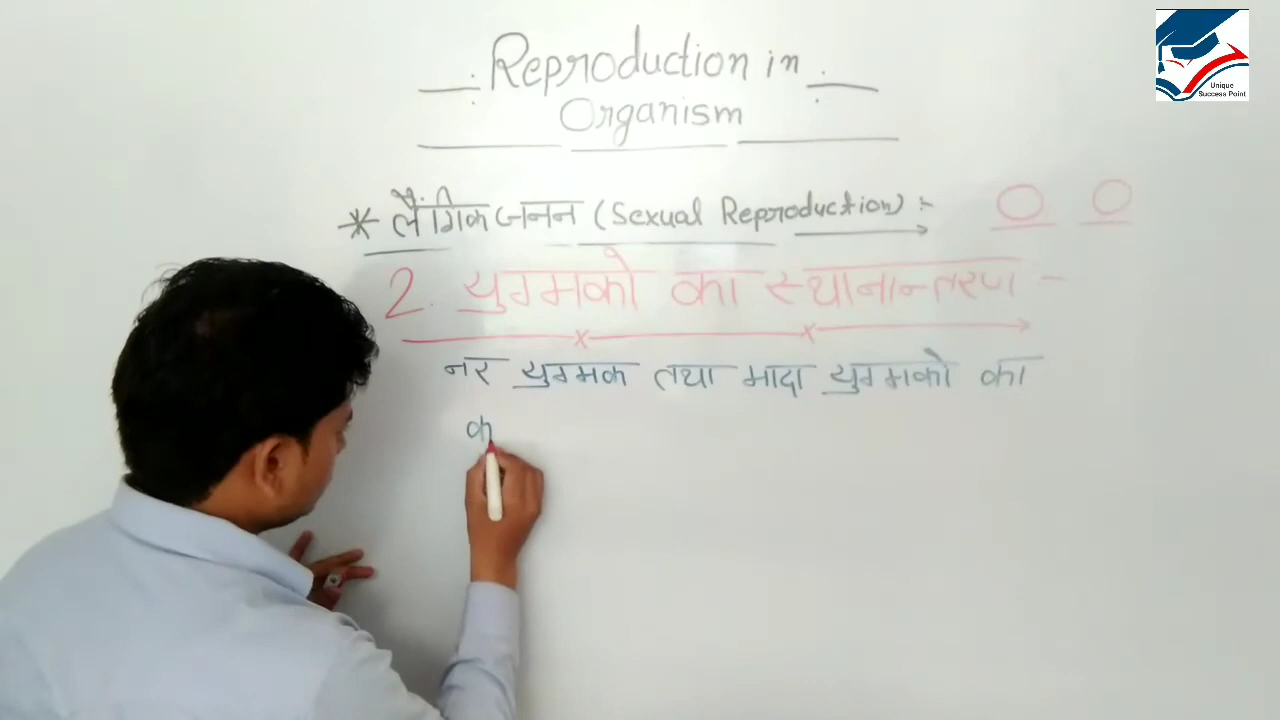 Reproduction in
Organism
* लैंगिक जनन (Sexual Reproduction) :-
2. युग्मको का स्थानान्तरण -
नर युग्मक तथा मादा युग्मको का
क
Unique
Success Point